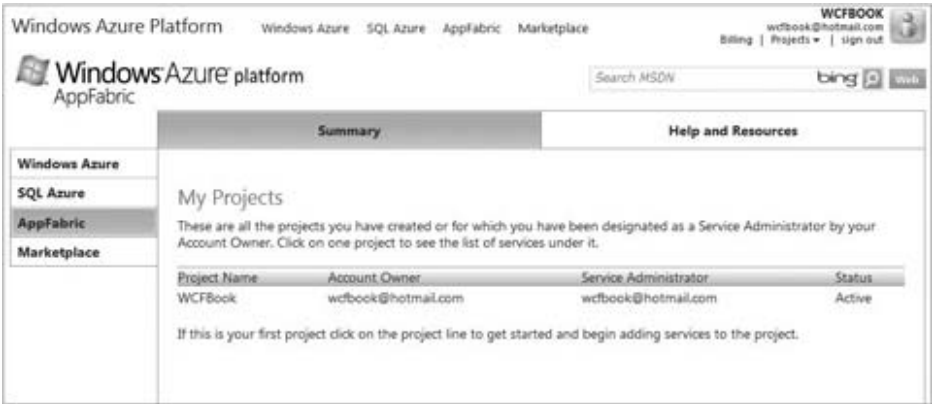 Windows Azure Platform Windows Azure SQL Azure AppFabric Marketplace
WCFBOOK
wcfbook@hotmail.com
Billing | Projects | sign out
Windows Azure platform
AppFabric
Search MSDN bing Web
Summary Help and Resources
Windows Azure
SQL Azure
AppFabric
Marketplace
My Projects
These are all the projects you have created or for which you have been designated as a Service Administrator by your
Account Owner. Click on one project to see the list of services under it.
Project Name Account Owner Service Administrator Status
WCFBook wcfbook@hotmail.com wcfbook@hotmail.com Active
If this is your first project click on the project line to get started and begin adding services to the project.